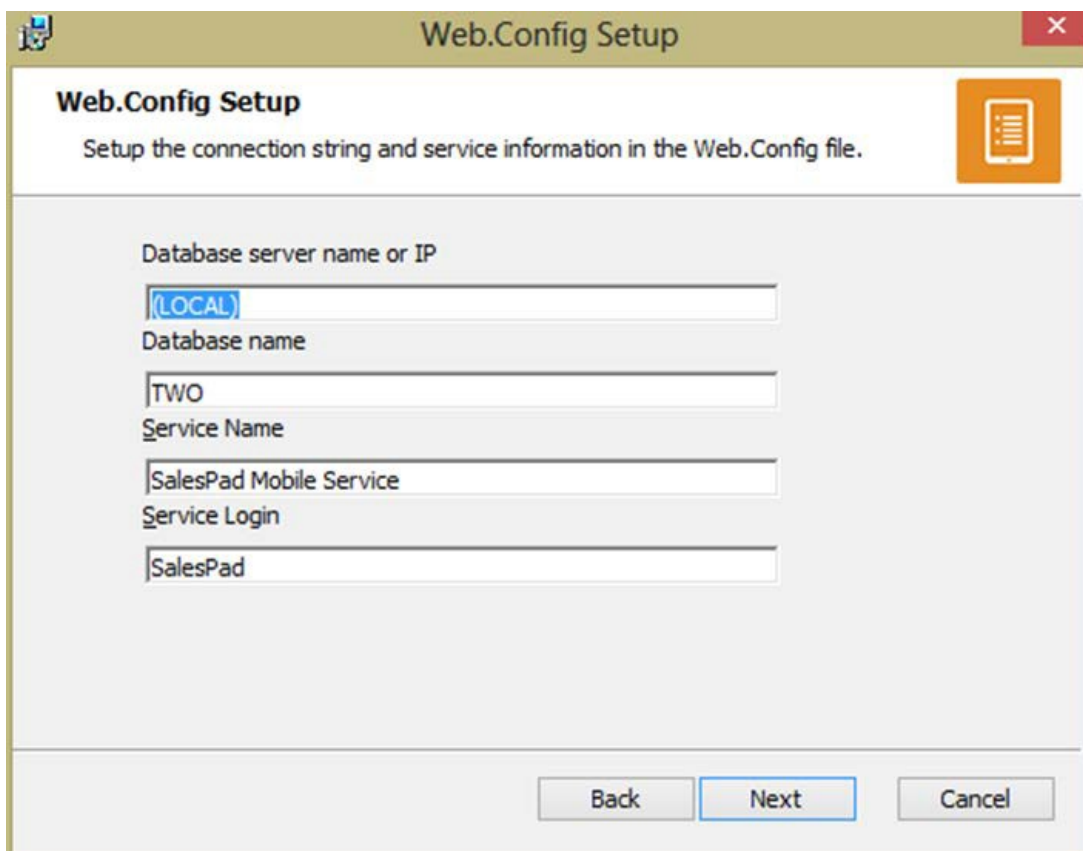 Web.Config Setup
Web.Config Setup
Setup the connection string and service information in the Web.Config file.
Database server name or IP
(LOCAL)
Database name
TWO
Service Name
SalesPad Mobile Service
Service Login
SalesPad
Back Next Cancel